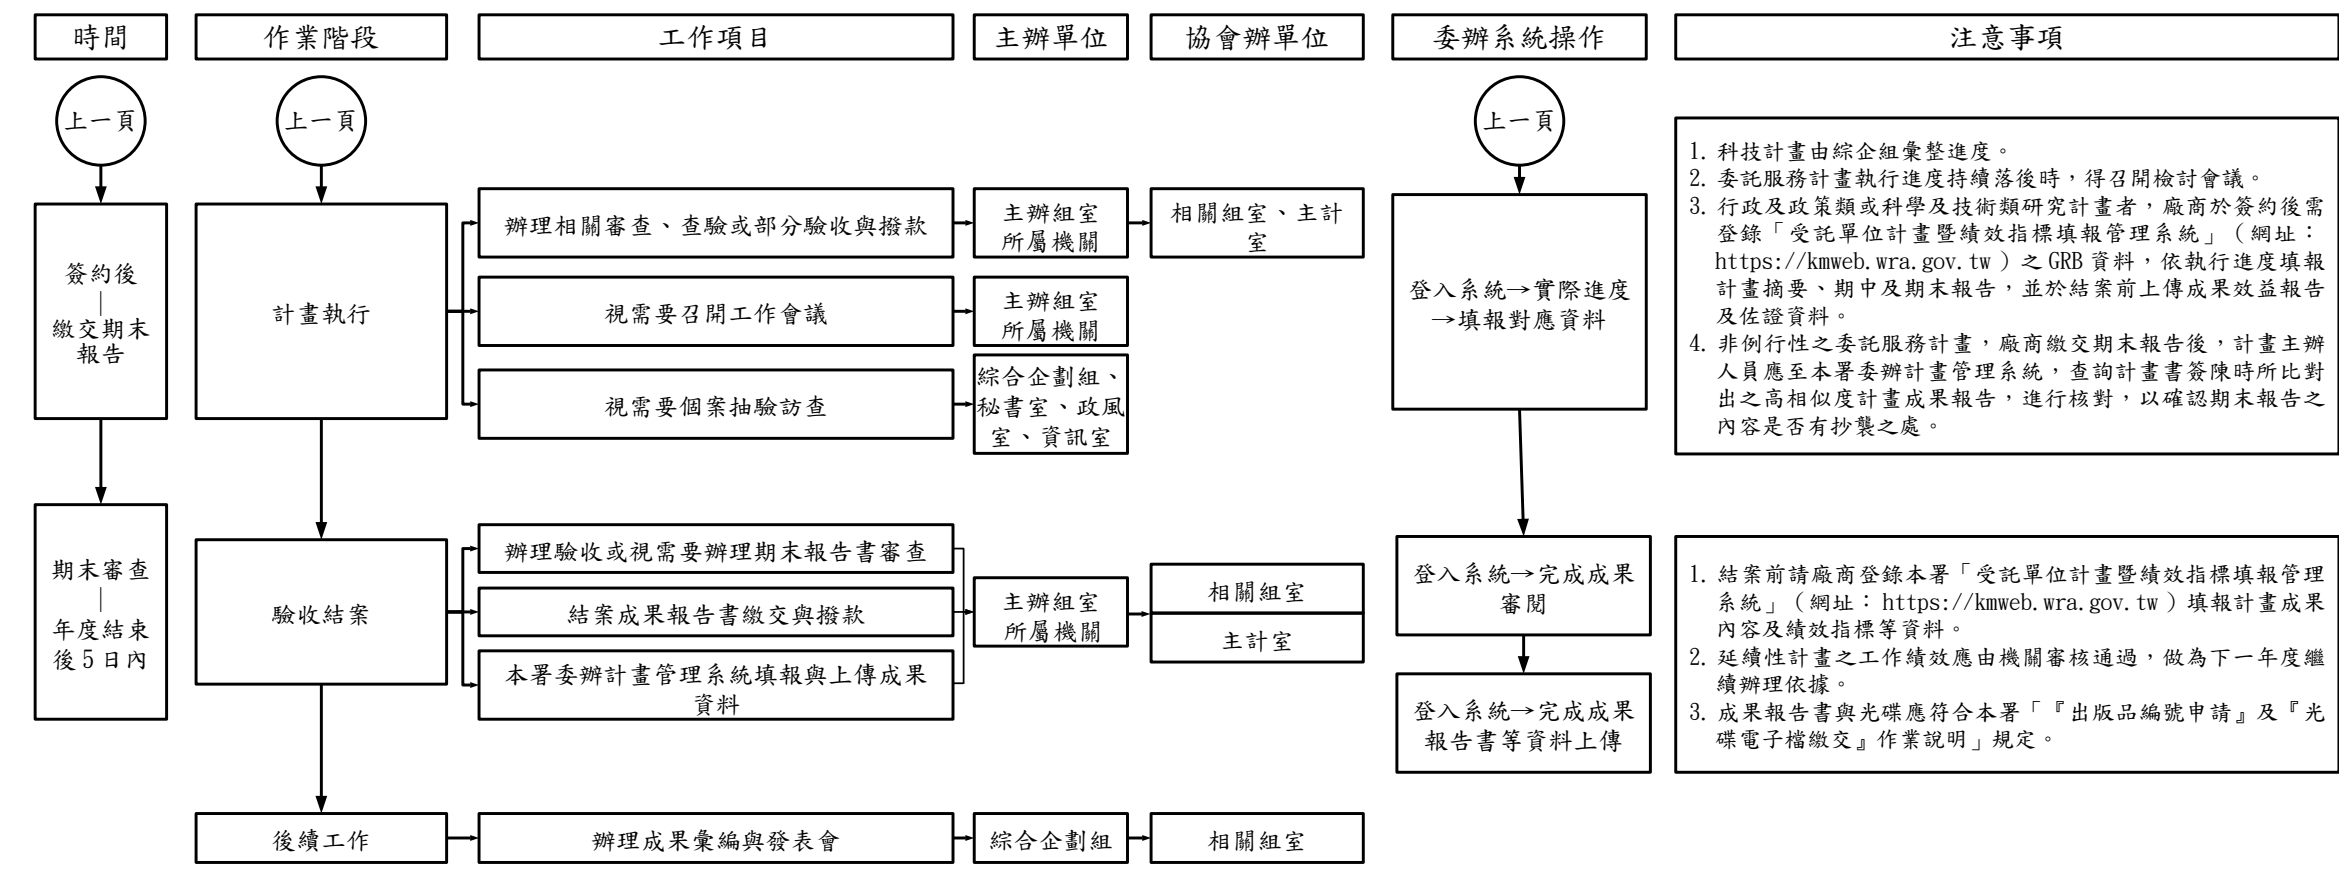 時間
作業階段
工作項目
主辦單位
協會辦單位
委辦系統操作
注意事項
上一頁
上一頁
上一頁
簽約後
|
繳交期末
報告
計畫執行
辦理相關審查、查驗或部分驗收與撥款
主辦組室
所屬機關
相關組室、主計
室
視需要召開工作會議
主辦組室
所屬機關
視需要個案抽驗訪查
綜合企劃組、
秘書室、政風
室、資訊室
登入系統→實際進度
→填報對應資料
1. 科技計畫由綜企組彙整進度。
2. 委託服務計畫執行進度持續落後時，得召開檢討會議。
3. 行政及政策類或科學及技術類研究計畫者，廠商於簽約後需
登錄「受託單位計畫暨績效指標填報管理系統」（網址：
https://kmweb.wra.gov.tw）之 GRB 資料，依執行進度填報
計畫摘要、期中及期末報告，並於結案前上傳成果效益報告
及佐證資料。
4. 非例行性之委託服務計畫，廠商繳交期末報告後，計畫主辦
人員應至本署委辦計畫管理系統，查詢計畫書簽陳時所比對
出之高相似度計畫成果報告，進行核對，以確認期末報告之
內容是否有抄襲之處。
期末審查
|
年度結束
後 5 日內
驗收結案
辦理驗收或視需要辦理期末報告書審查
結案成果報告書繳交與撥款
本署委辦計畫管理系統填報與上傳成果
資料
主辦組室
所屬機關
相關組室
主計室
登入系統→完成成果
審閱
登入系統→完成成果
報告書等資料上傳
1. 結案前請廠商登錄本署「受託單位計畫暨績效指標填報管理
系統」（網址：https://kmweb.wra.gov.tw）填報計畫成果
內容及績效指標等資料。
2. 延續性計畫之工作績效應由機關審核通過，做為下一年度繼
續辦理依據。
3. 成果報告書與光碟應符合本署「『出版品編號申請』及『光
碟電子檔繳交』作業說明」規定。
後續工作
辦理成果彙編與發表會
綜合企劃組
相關組室